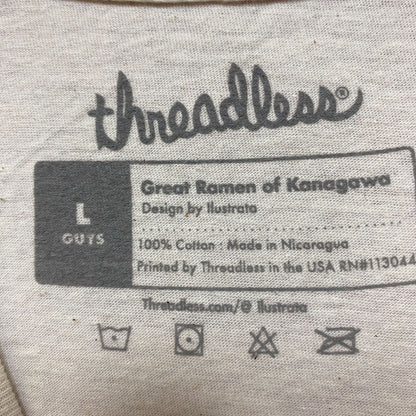 threadless®
L
GUYS
Great Ramen of Kanagawa
Design by Ilustrata
100% Cotton · Made in Nicaragua
Printed by Threadless in the USA RN#113044
Threadless.com/@ Ilustrata